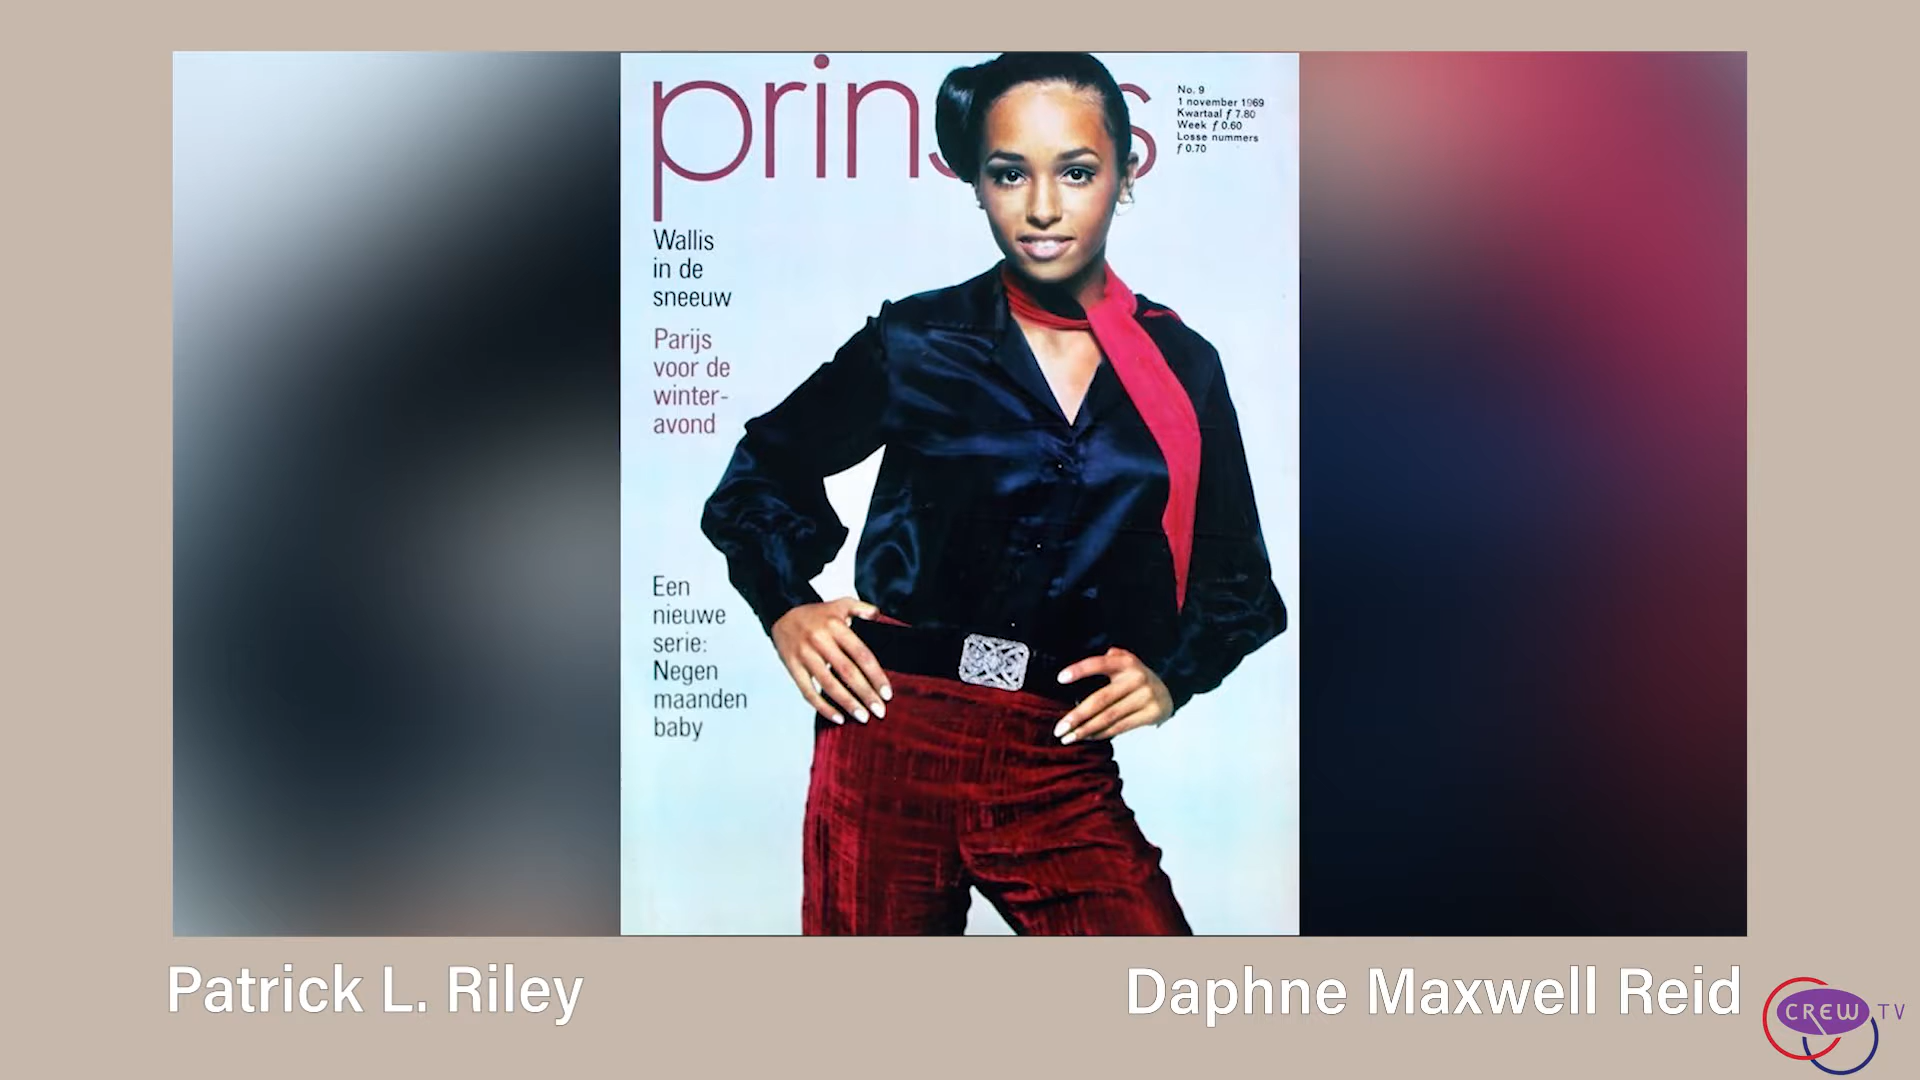 prin s
No. 9
1 november 1969
Kwartaal ƒ 7.80
Week ƒ 0.60
Losse nummers
ƒ 0.70
Wallis
in de
sneeuw
Parijs
voor de
winter-
avond
Een
nieuwe
serie:
Negen
maanden
baby
Patrick L. Riley
Daphne Maxwell Reid
CREW TV